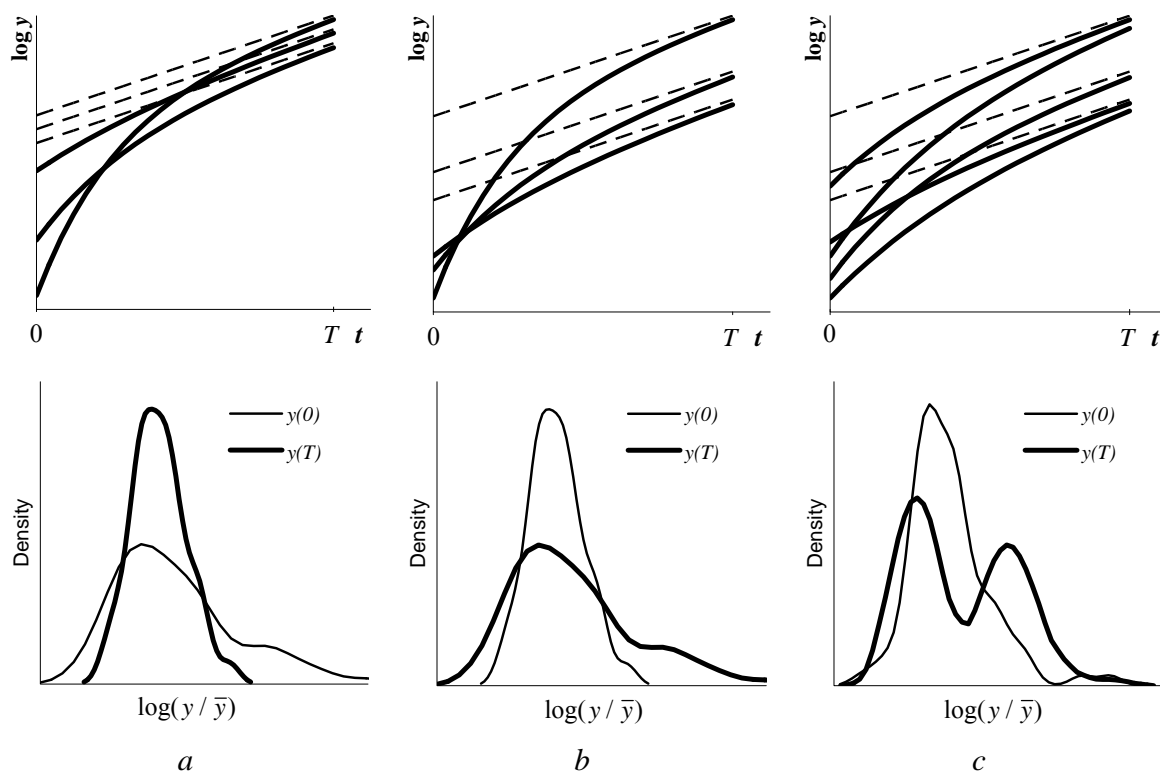 log y
0
T t
log y
0
T t
log y
0
T t
y(0)
y(T)
Density
log(y / y̅)
a
y(0)
y(T)
Density
log(y / y̅)
b
y(0)
y(T)
Density
log(y / y̅)
c